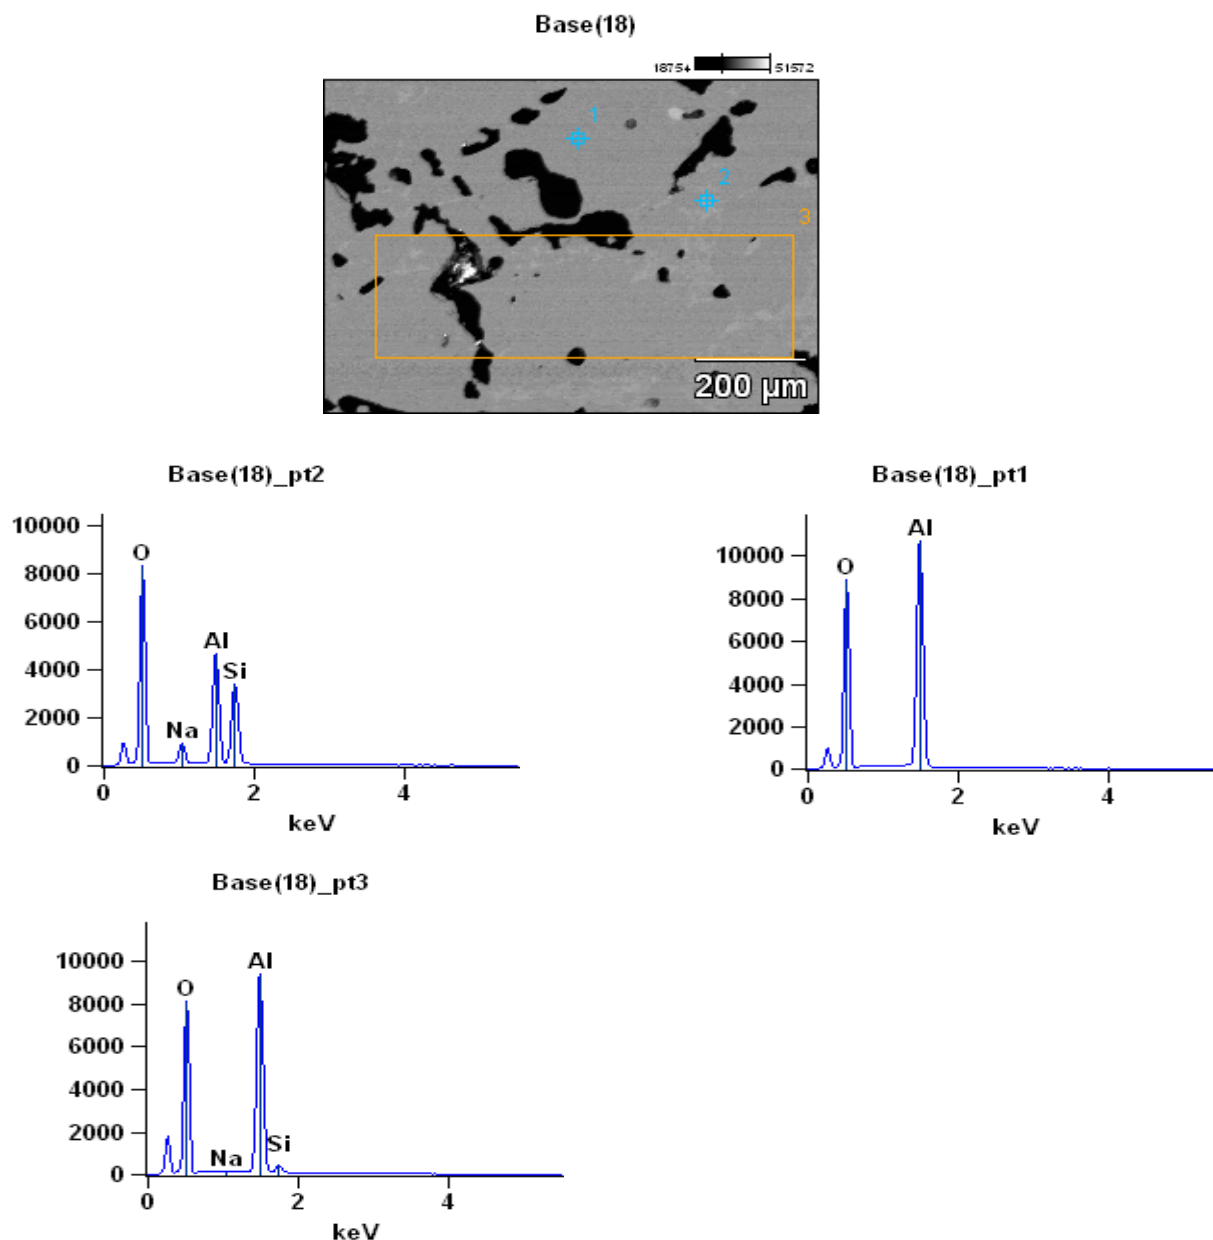 Base(18)
18754 51572
1
2
3
200 µm
Base(18)_pt2
10000
8000
6000
4000
2000
0
O
Al
Si
Na
0 2 4
keV
Base(18)_pt1
10000
8000
6000
4000
2000
0
Al
O
0 2 4
keV
Base(18)_pt3
10000
8000
6000
4000
2000
0
Al
O
Si
Na
0 2 4
keV